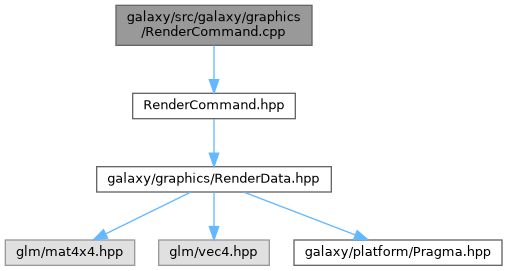 galaxy/src/galaxy/graphics
/RenderCommand.cpp
RenderCommand.hpp
galaxy/graphics/RenderData.hpp
glm/mat4x4.hpp
glm/vec4.hpp
galaxy/platform/Pragma.hpp